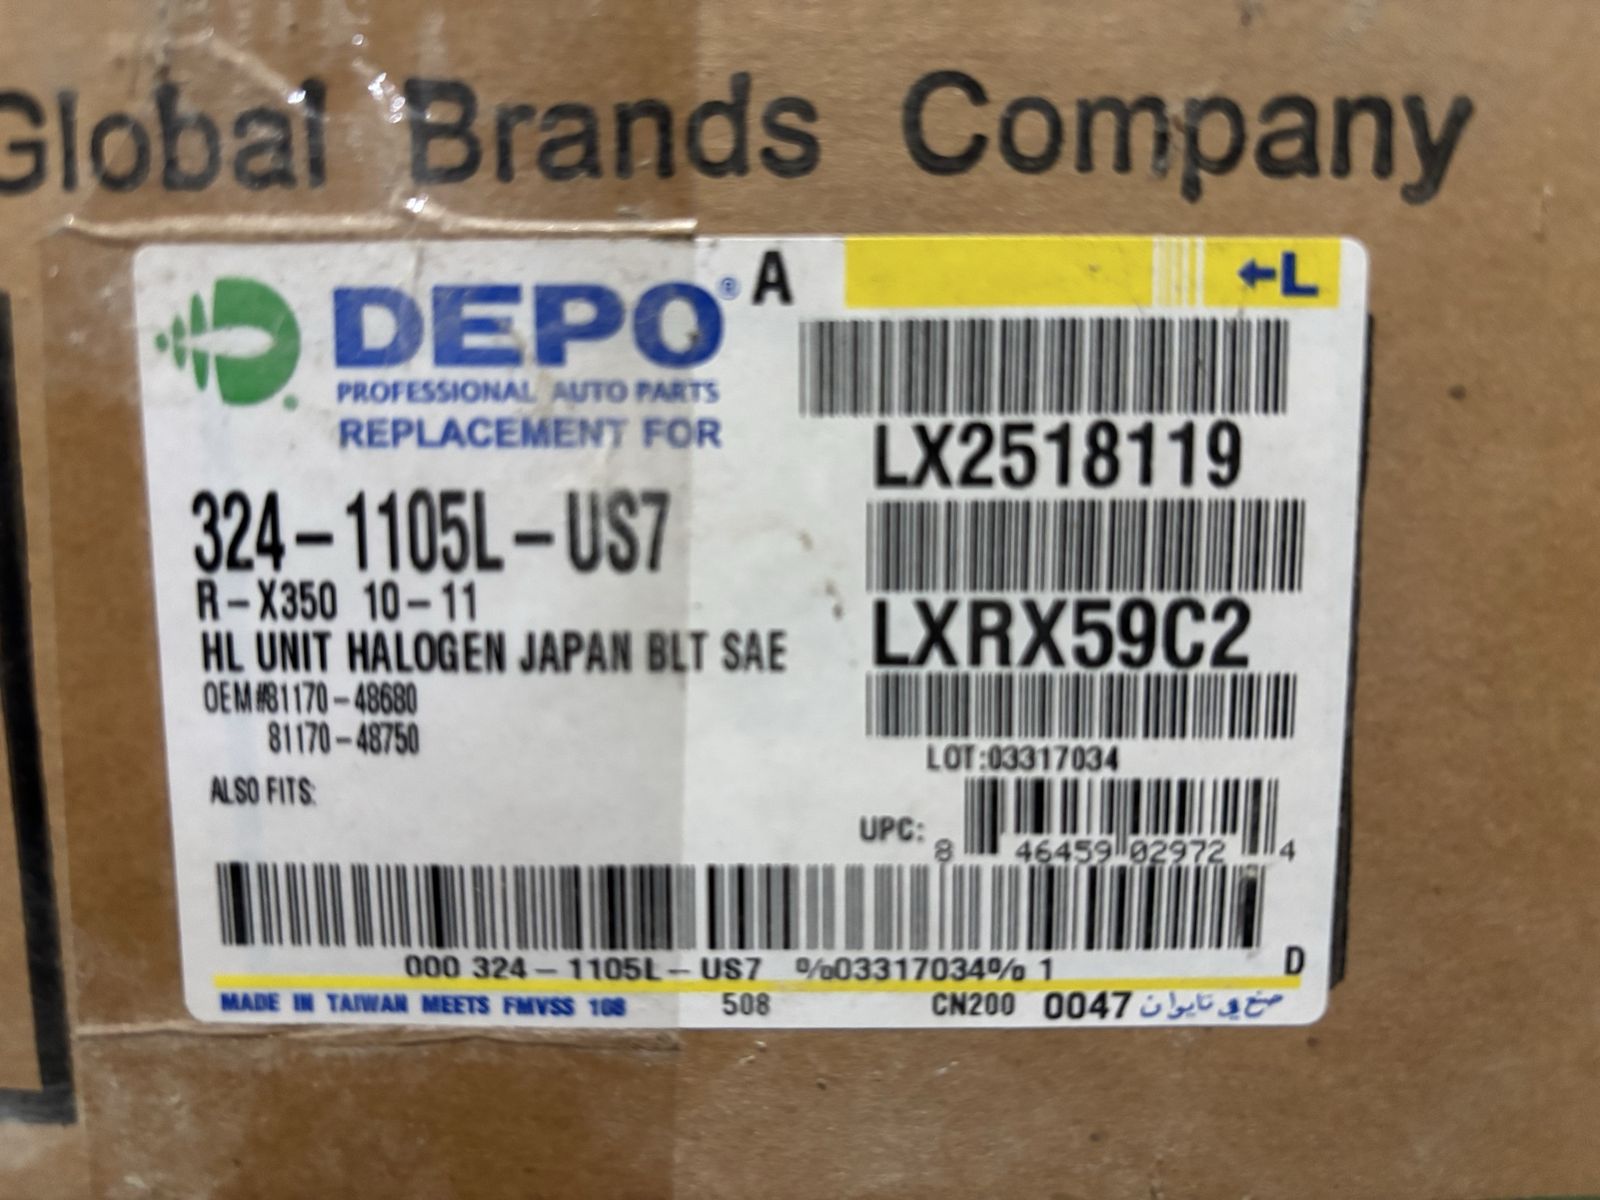 Global Brands Company
DEPO® A
←L
PROFESSIONAL AUTO PARTS
REPLACEMENT FOR
LX2518119
324-1105L-US7
R-X350 10-11
LXRX59C2
HL UNIT HALOGEN JAPAN BLT SAE
OEM#81170-48680
81170-48750
LOT:03317034
ALSO FITS:
UPC: 8 46459 02972 4
000 324-1105L-US7 %03317034% 1
D
MADE IN TAIWAN MEETS FMVSS 108 508 CN200 0047 صنع في تايوان